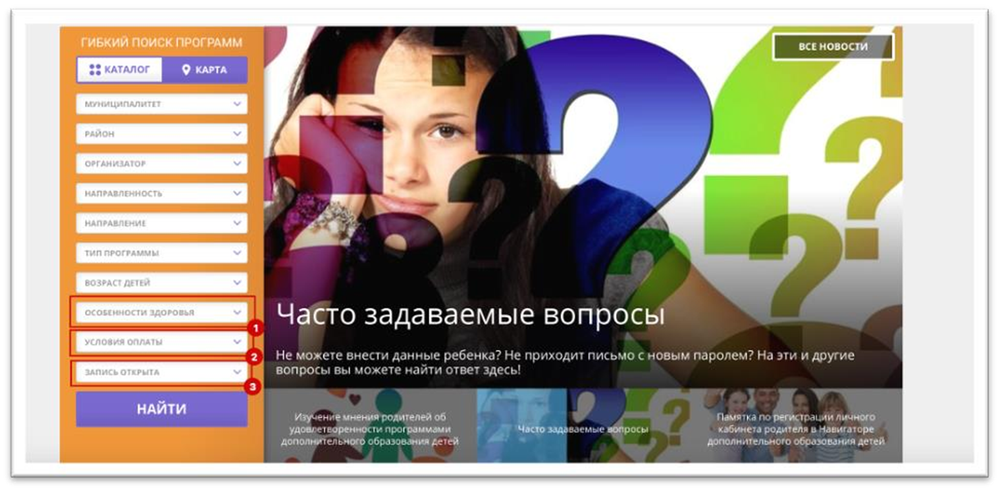 ГИБКИЙ ПОИСК ПРОГРАММ
КАТАЛОГ
КАРТА
МУНИЦИПАЛИТЕТ
РАЙОН
ОРГАНИЗАТОР
НАПРАВЛЕННОСТЬ
НАПРАВЛЕНИЕ
ТИП ПРОГРАММЫ
ВОЗРАСТ ДЕТЕЙ
ОСОБЕННОСТИ ЗДОРОВЬЯ
1
УСЛОВИЯ ОПЛАТЫ
2
ЗАПИСЬ ОТКРЫТА
3
НАЙТИ
ВСЕ НОВОСТИ
Часто задаваемые вопросы
Не можете внести данные ребенка? Не приходит письмо с новым паролем? На эти и другие
вопросы вы можете найти ответ здесь!
Изучение мнения родителей об
удовлетворенности программами
дополнительного образования детей
Часто задаваемые вопросы
Памятка по регистрации личного
кабинета родителя в Навигаторе
дополнительного образования детей